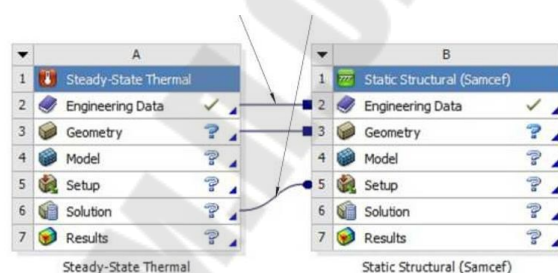 A
1 Steady-State Thermal
2 Engineering Data
3 Geometry
4 Model
5 Setup
6 Solution
7 Results
Steady-State Thermal
B
1 Static Structural (Samcef)
2 Engineering Data
3 Geometry
4 Model
5 Setup
6 Solution
7 Results
Static Structural (Samcef)